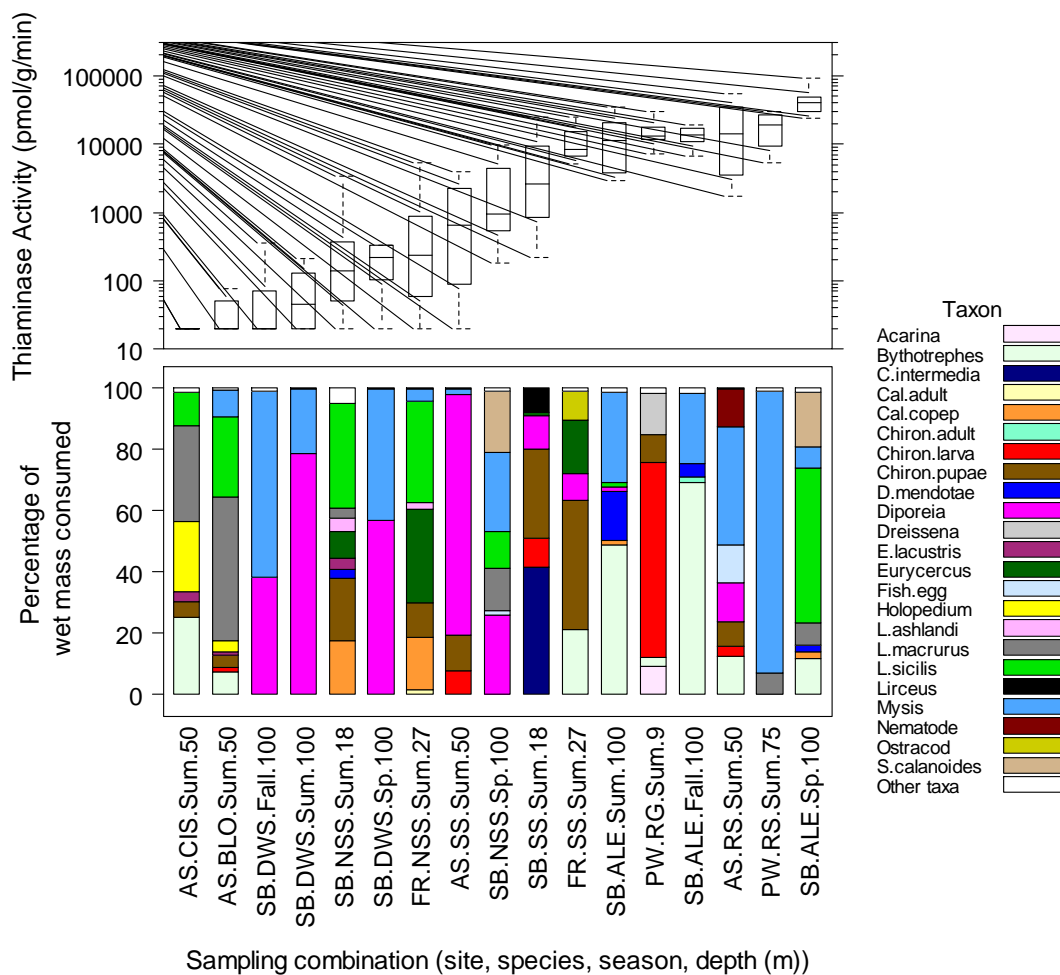 Thiaminase Activity (pmol/g/min)
100000
10000
1000
100
10
Percentage of
wet mass consumed
100
80
60
40
20
0
AS.CIS.Sum.50
AS.BLO.Sum.50
SB.DWS.Fall.100
SB.DWS.Sum.100
SB.NSS.Sum.18
SB.DWS.Sp.100
FR.NSS.Sum.27
AS.SS.Sum.50
SB.NSS.Sp.100
SB.SS.Sum.18
FR.SS.Sum.27
SB.ALE.Sum.100
PW.RG.Sum.9
SB.ALE.Fall.100
AS.RS.Sum.50
PW.RS.Sum.75
SB.ALE.Sp.100
Sampling combination (site, species, season, depth (m))
Taxon
Acarina
Bythotrephes
C.intermedia
Cal.adult
Cal.copep
Chiron.adult
Chiron.larva
Chiron.pupae
D.mendotae
Diporeia
Dreissena
E.lacustris
Eurycercus
Fish.egg
Holopedium
L.ashlandi
L.macrurus
L.sicilis
Lirceus
Mysis
Nematode
Ostracod
S.calanoides
Other taxa